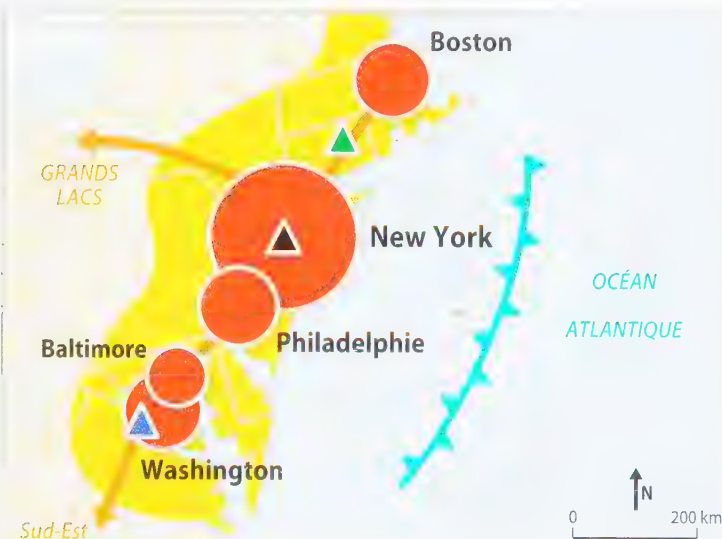 Boston
GRANDS
LACS
New York
OCÉAN
ATLANTIQUE
Baltimore
Philadelphie
Washington
N
0 200 km
Sud-Est